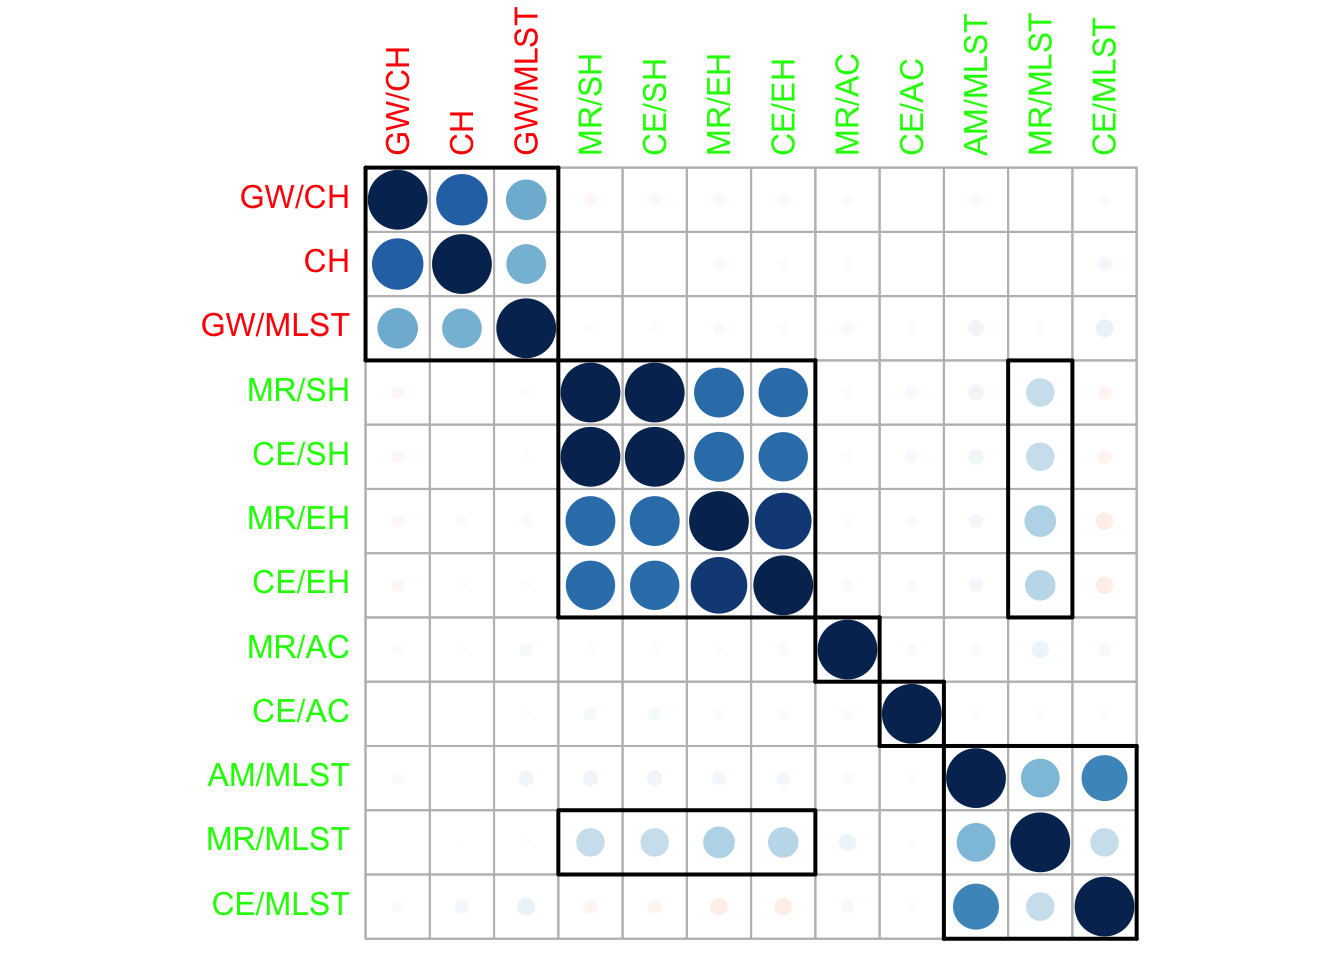 GW/CH
CH
GW/MLST
MR/SH
CE/SH
MR/EH
CE/EH
MR/AC
CE/AC
AM/MLST
MR/MLST
CE/MLST
GW/CH
CH
GW/MLST
MR/SH
CE/SH
MR/EH
CE/EH
MR/AC
CE/AC
AM/MLST
MR/MLST
CE/MLST